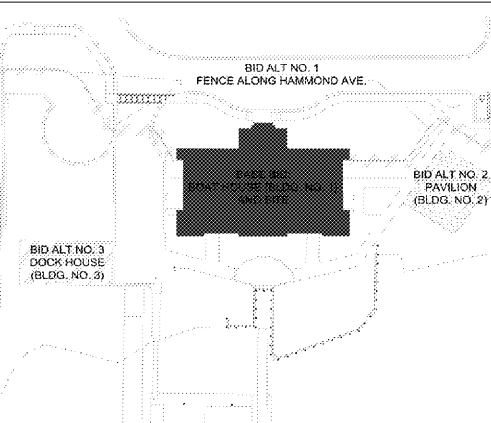 BID ALT NO. 1
FENCE ALONG HAMMOND AVE.
BASE BID:
BOAT HOUSE (BLDG. NO. 1)
AND SITE
BID ALT NO. 2
PAVILION
(BLDG. NO. 2)
BID ALT NO. 3
DOCK HOUSE
(BLDG. NO. 3)